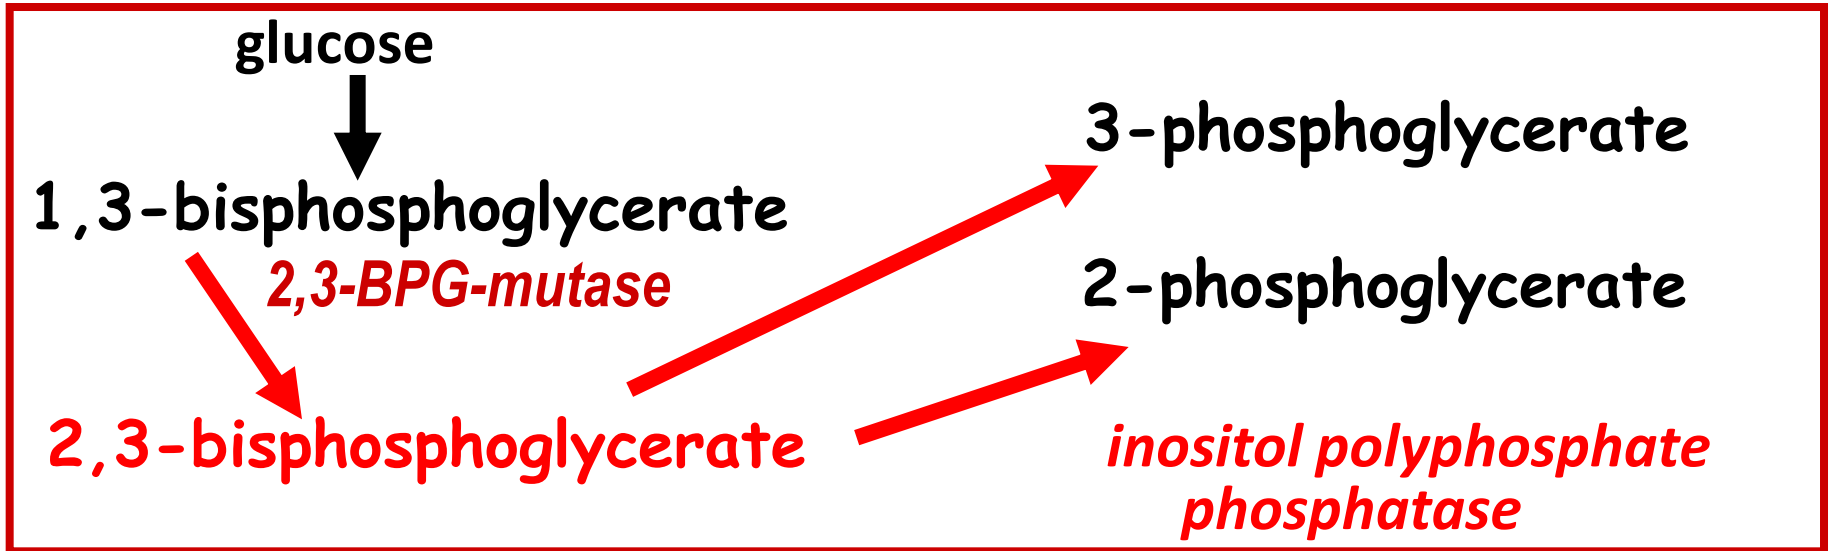 glucose
1,3-bisphosphoglycerate
2,3-BPG-mutase
2,3-bisphosphoglycerate
3-phosphoglycerate
2-phosphoglycerate
inositol polyphosphate
phosphatase